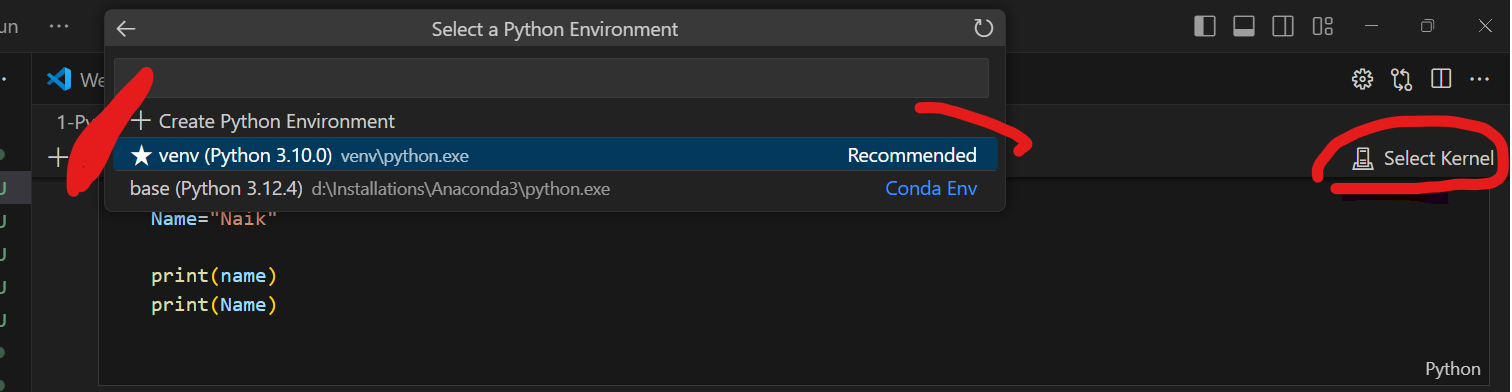 un ...
Select a Python Environment
We
1-Py
+ Create Python Environment
★ venv (Python 3.10.0) venv\python.exe Recommended
Select Kernel
base (Python 3.12.4) d:\Installations\Anaconda3\python.exe Conda Env
U
Name="Naik"
U
U
print(name)
U
print(Name)
U
Python